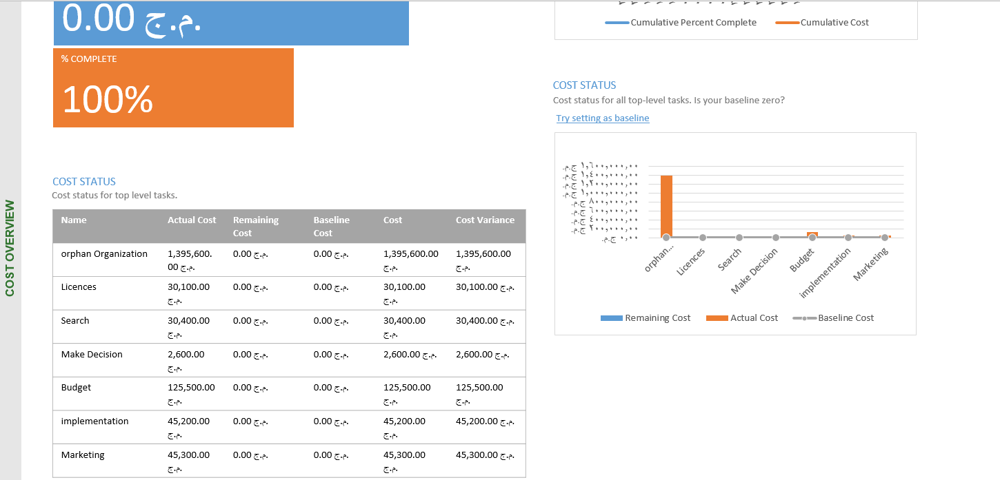 0.00 م.ج.
% COMPLETE
100%
COST OVERVIEW
COST STATUS
Cost status for top level tasks.
Name Actual Cost Remaining Cost Baseline Cost Cost Cost Variance
orphan Organization 1,395,600.00 م.ج. 0.00 م.ج. 0.00 م.ج. 1,395,600.00 م.ج. 1,395,600.00 م.ج.
Licences 30,100.00 م.ج. 0.00 م.ج. 0.00 م.ج. 30,100.00 م.ج. 30,100.00 م.ج.
Search 30,400.00 م.ج. 0.00 م.ج. 0.00 م.ج. 30,400.00 م.ج. 30,400.00 م.ج.
Make Decision 2,600.00 م.ج. 0.00 م.ج. 0.00 م.ج. 2,600.00 م.ج. 2,600.00 م.ج.
Budget 125,500.00 م.ج. 0.00 م.ج. 0.00 م.ج. 125,500.00 م.ج. 125,500.00 م.ج.
implementation 45,200.00 م.ج. 0.00 م.ج. 0.00 م.ج. 45,200.00 م.ج. 45,200.00 م.ج.
Marketing 45,300.00 م.ج. 0.00 م.ج. 0.00 م.ج. 45,300.00 م.ج. 45,300.00 م.ج.
Cumulative Percent Complete Cumulative Cost
COST STATUS
Cost status for all top-level tasks. Is your baseline zero?
Try setting as baseline
١,٦٠٠,٠٠٠,٠٠ ج.م.
١,٤٠٠,٠٠٠,٠٠ ج.م.
١,٢٠٠,٠٠٠,٠٠ ج.م.
١,٠٠٠,٠٠٠,٠٠ ج.م.
٨٠٠,٠٠٠,٠٠ ج.م.
٦٠٠,٠٠٠,٠٠ ج.م.
٤٠٠,٠٠٠,٠٠ ج.م.
٢٠٠,٠٠٠,٠٠ ج.م.
٠,٠٠ ج.م.
orphan... Licences Search Make Decision Budget implementation Marketing
Remaining Cost Actual Cost Baseline Cost